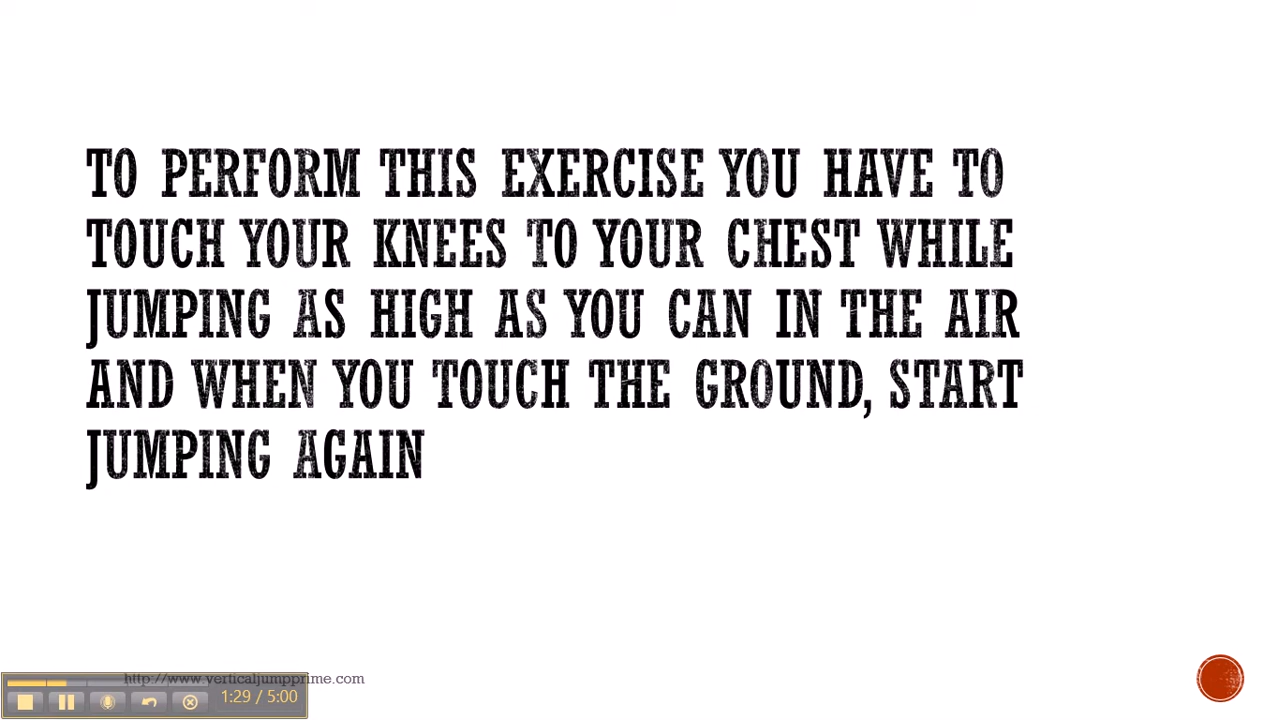 TO PERFORM THIS EXERCISE YOU HAVE TO
TOUCH YOUR KNEES TO YOUR CHEST WHILE
JUMPING AS HIGH AS YOU CAN IN THE AIR
AND WHEN YOU TOUCH THE GROUND, START
JUMPING AGAIN
http://www.verticaljumpprime.com
1:29 / 5:00